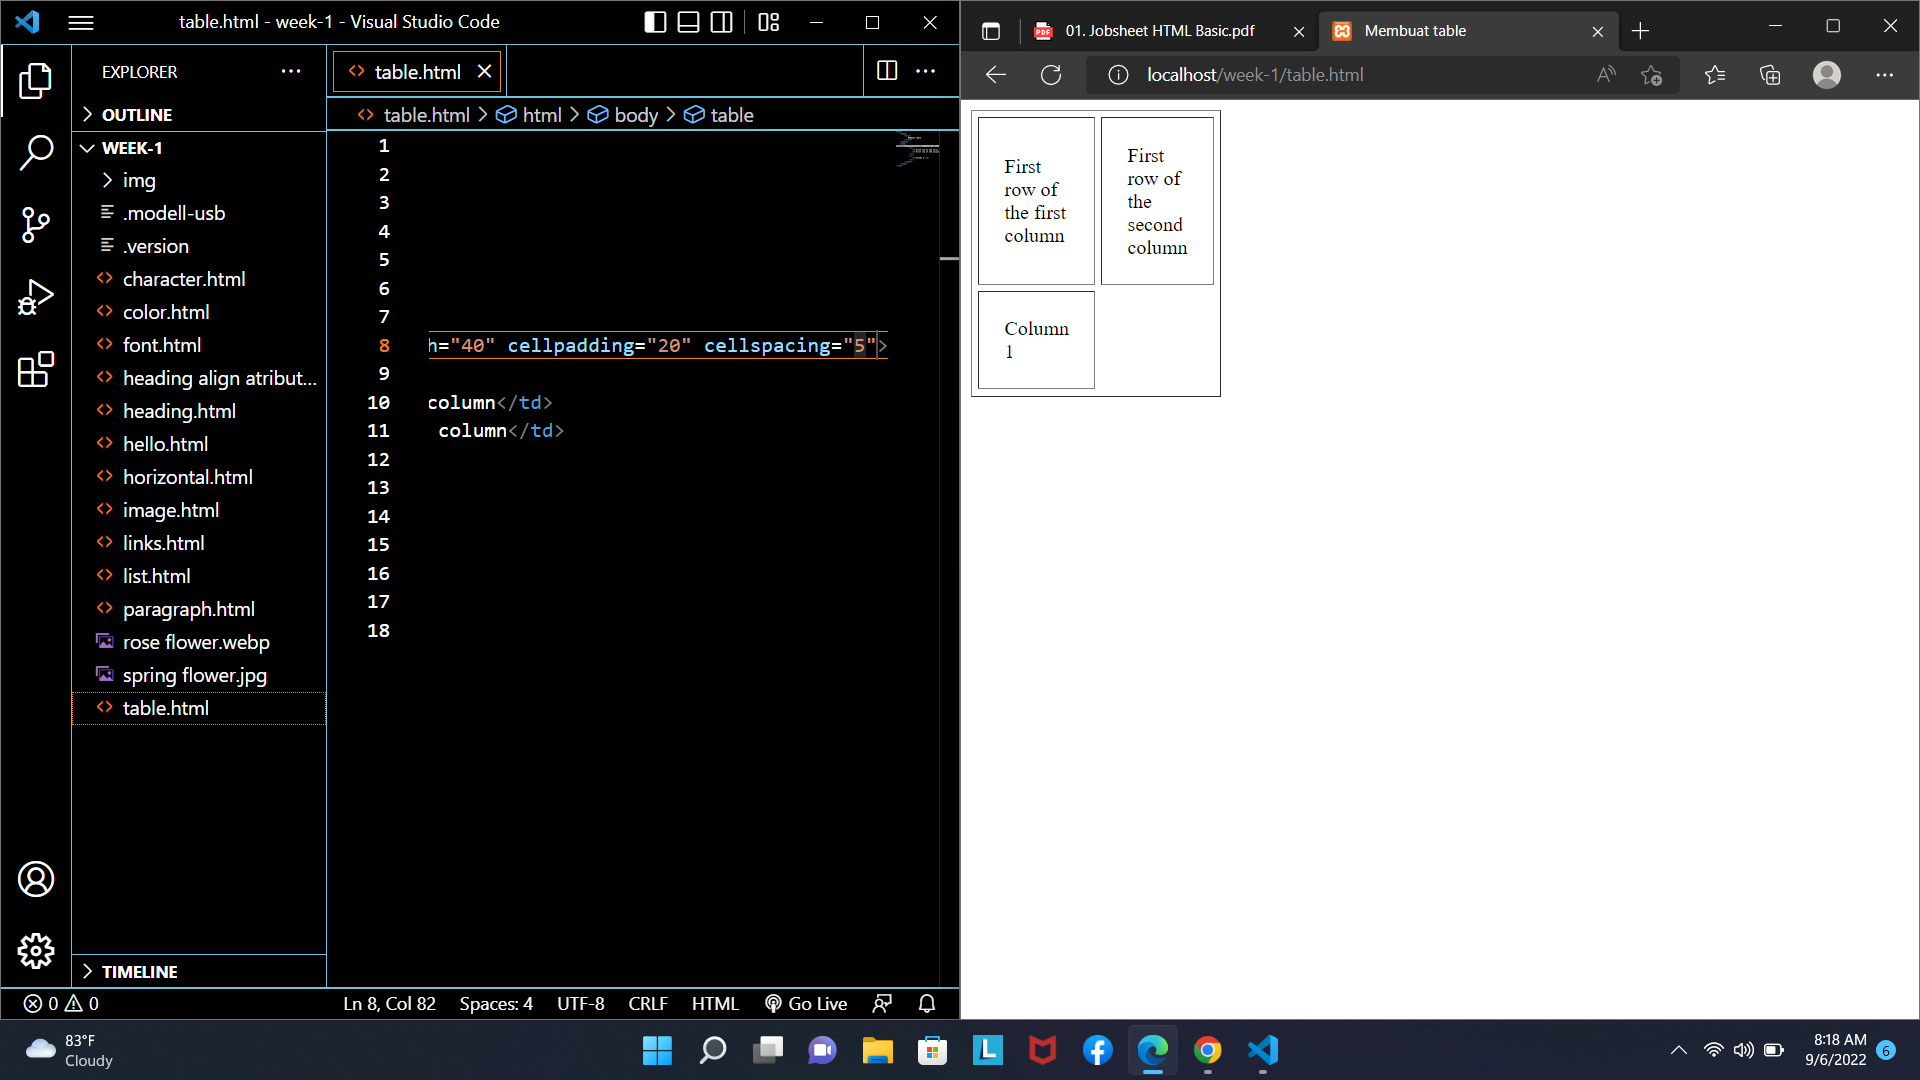 table.html - week-1 - Visual Studio Code
EXPLORER
OUTLINE
WEEK-1
img
.modell-usb
.version
character.html
color.html
font.html
heading align atribut...
heading.html
hello.html
horizontal.html
image.html
links.html
list.html
paragraph.html
rose flower.webp
spring flower.jpg
table.html
TIMELINE
table.html
table.html > html > body > table
1
2
3
4
5
6
7
8 h="40" cellpadding="20" cellspacing="5">
9
10 column</td>
11 column</td>
12
13
14
15
16
17
18
0 0
Ln 8, Col 82 Spaces: 4 UTF-8 CRLF HTML Go Live
PDF 01. Jobsheet HTML Basic.pdf
Membuat table
localhost/week-1/table.html
First
row of
the first
column
First
row of
the
second
column
Column
1
83°F
Cloudy
L
8:18 AM
9/6/2022
6